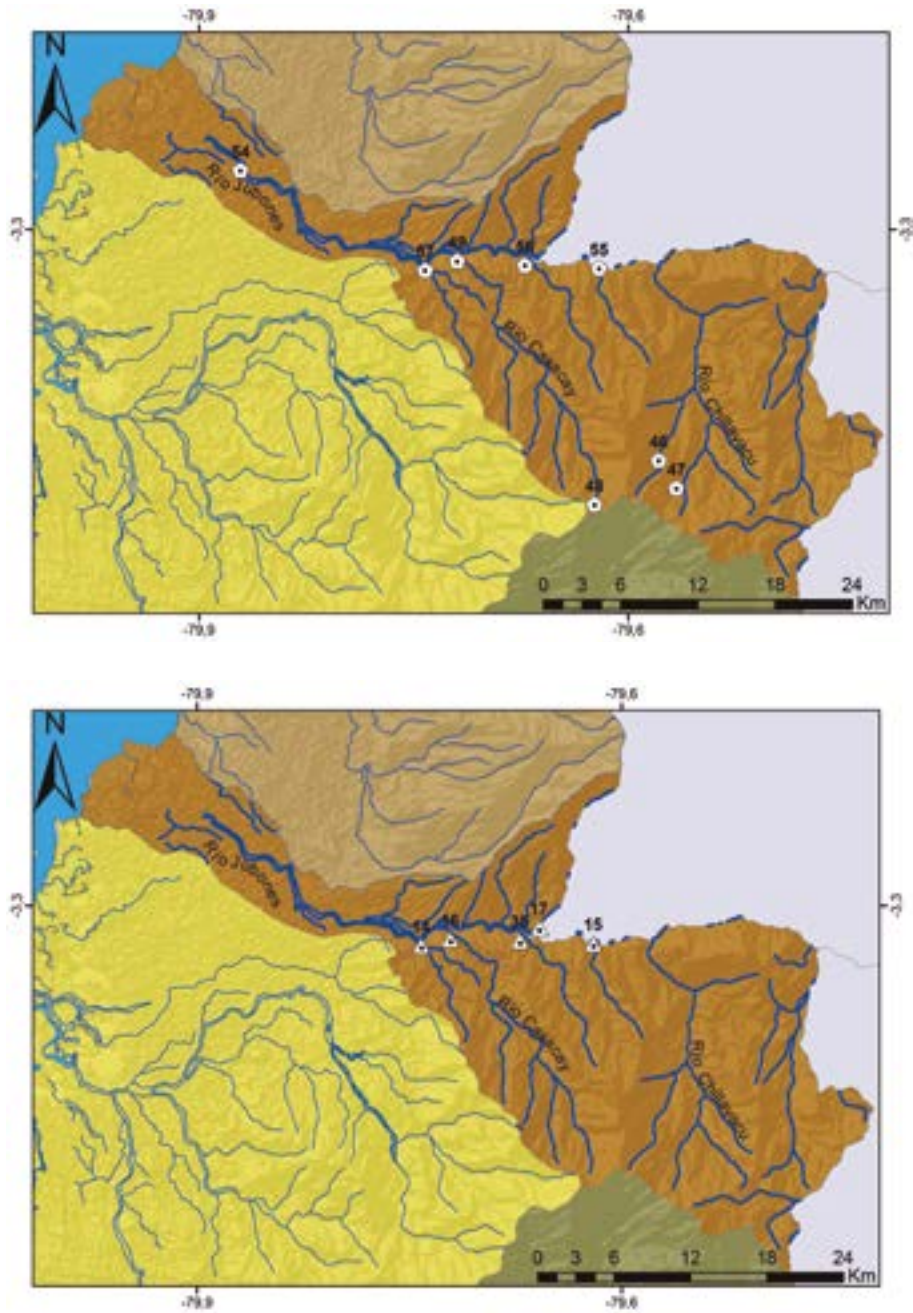 -79,9 -79,6
N
54
Río Jubones
-3,3 -3,3
55
Río Casacay
Río Chillayacu
47
48
0 3 6 12 18 24
Km
-79,9 -79,6
-79,9 -79,6
N
Río Jubones
-3,3 -3,3
17
15
Río Casacay
Río Chillayacu
0 3 6 12 18 24
Km
-79,9 -79,6